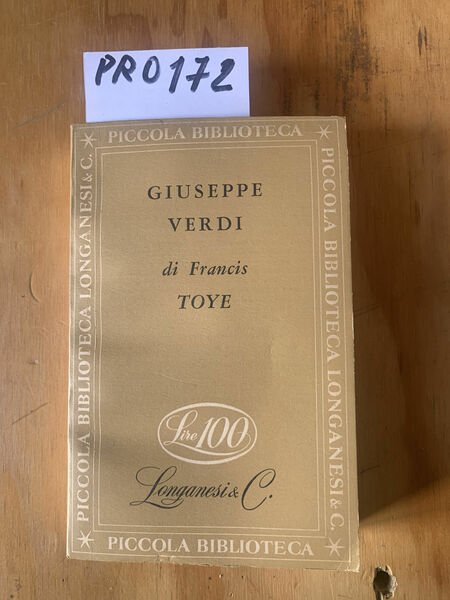 PRO172
PICCOLA BIBLIOTECA
PICCOLA BIBLIOTECA LONGANESI & C.
PICCOLA BIBLIOTECA LONGANESI & C.
GIUSEPPE
VERDI
di Francis
TOYE
Lire 100
Longanesi & C.
PICCOLA BIBLIOTECA